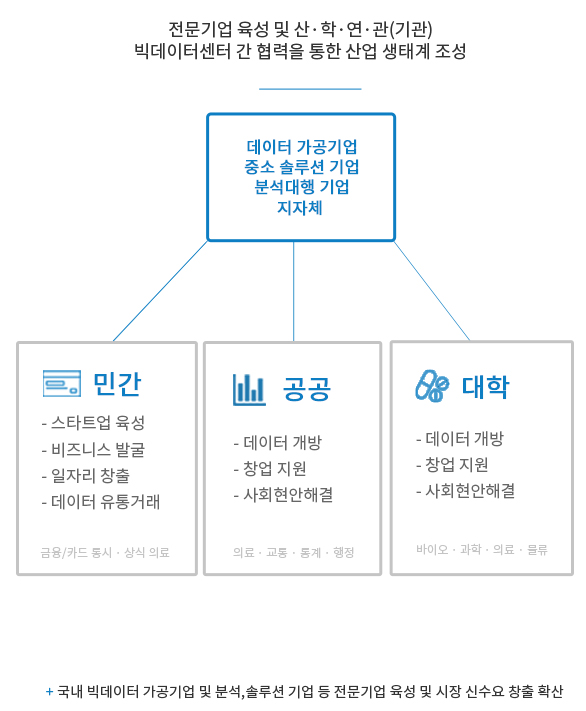 전문기업 육성 및 산·학·연·관(기관)
빅데이터센터 간 협력을 통한 산업 생태계 조성
데이터 가공기업
중소 솔루션 기업
분석대행 기업
지자체
민간
- 스타트업 육성
- 비즈니스 발굴
- 일자리 창출
- 데이터 유통거래
금융/카드 통시 · 상식 의료
공공
- 데이터 개방
- 창업 지원
- 사회현안해결
의료 · 교통 · 통계 · 행정
대학
- 데이터 개방
- 창업 지원
- 사회현안해결
바이오 · 과학 · 의료 · 물류
+ 국내 빅데이터 가공기업 및 분석,솔루션 기업 등 전문기업 육성 및 시장 신수요 창출 확산